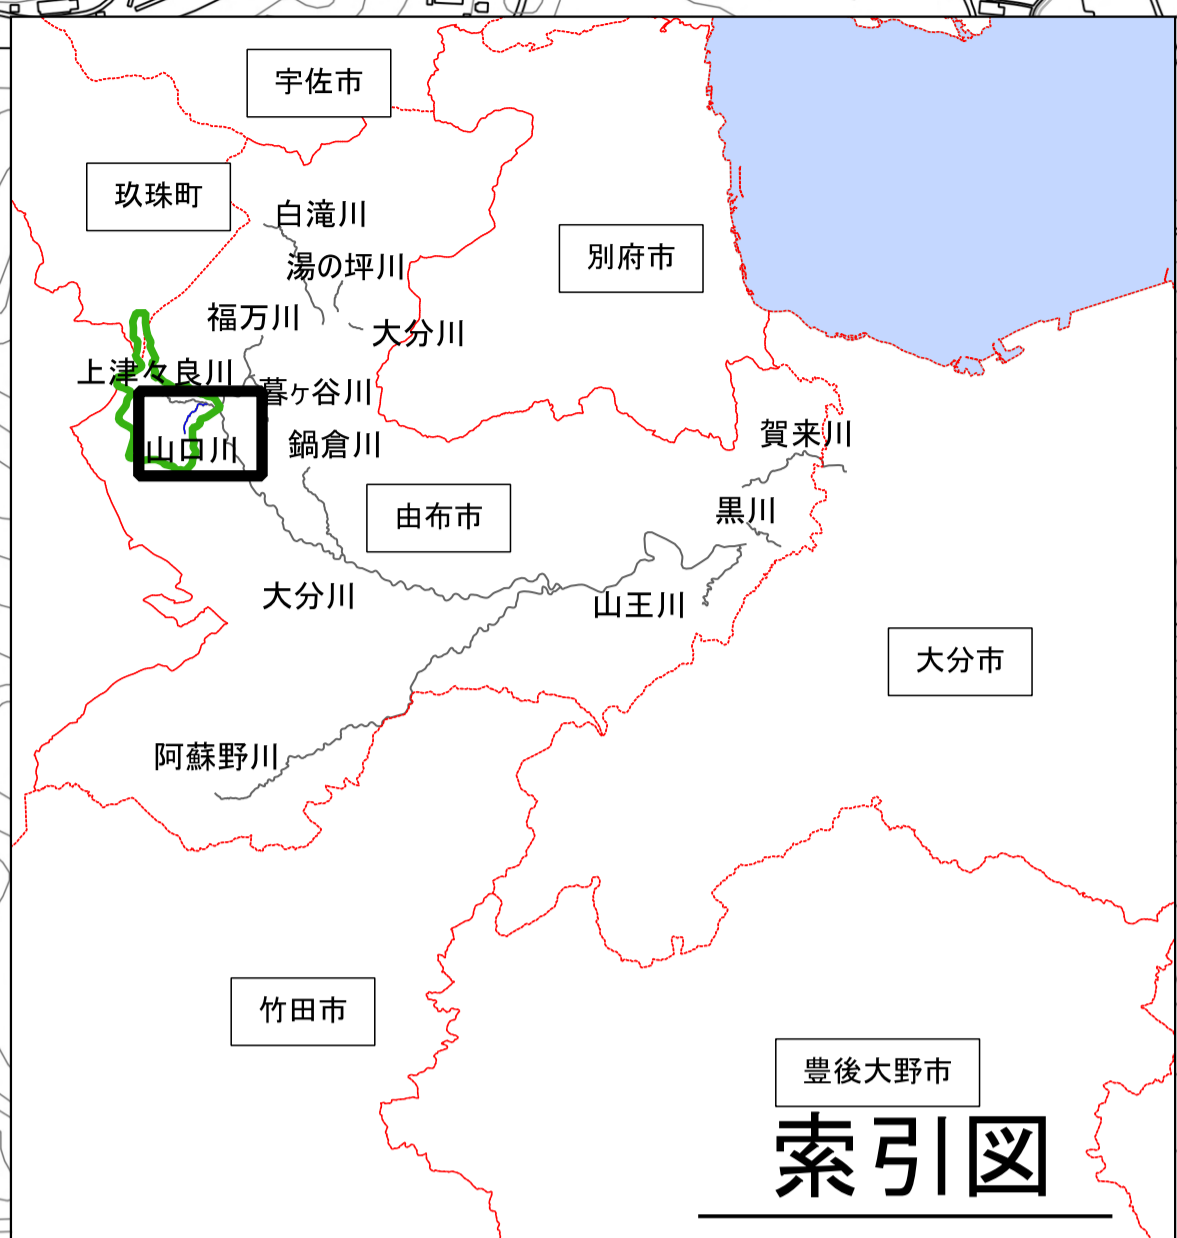 宇佐市
玖珠町
白滝川
別府市
湯の坪川
福万川
大分川
上津々良川
暮ヶ谷川
賀来川
山口川
鍋倉川
黒川
由布市
大分川
山王川
大分市
阿蘇野川
竹田市
豊後大野市
索引図